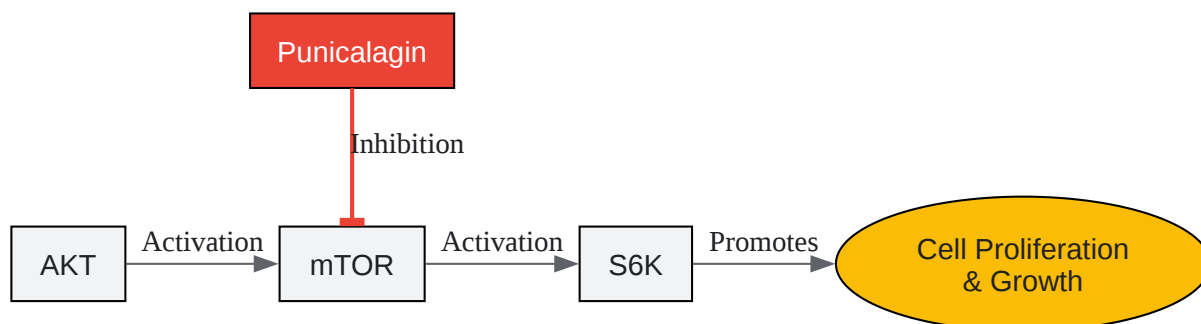 Punicalagin
Inhibition
AKT
Activation
mTOR
Activation
S6K
Promotes
Cell Proliferation
& Growth